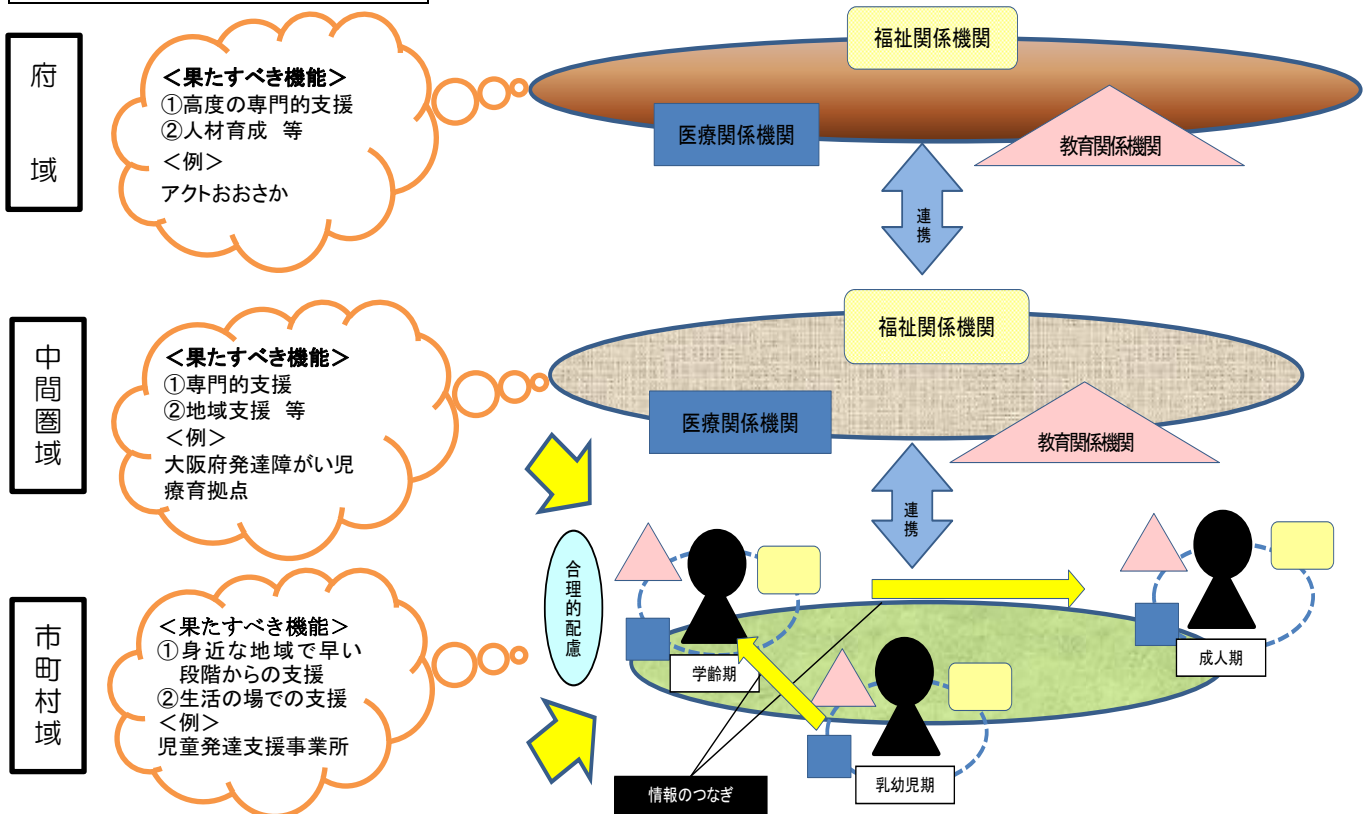 府域
＜果たすべき機能＞
①高度の専門的支援
②人材育成　等
＜例＞
アクトおおさか
福祉関係機関
医療関係機関
教育関係機関
連携
中間圏域
＜果たすべき機能＞
①専門的支援
②地域支援　等
＜例＞
大阪府発達障がい児
療育拠点
福祉関係機関
医療関係機関
教育関係機関
連携
市町村域
＜果たすべき機能＞
①身近な地域で早い
段階からの支援
②生活の場での支援
＜例＞
児童発達支援事業所
合理的配慮
学齢期
成人期
乳幼児期
情報のつなぎ